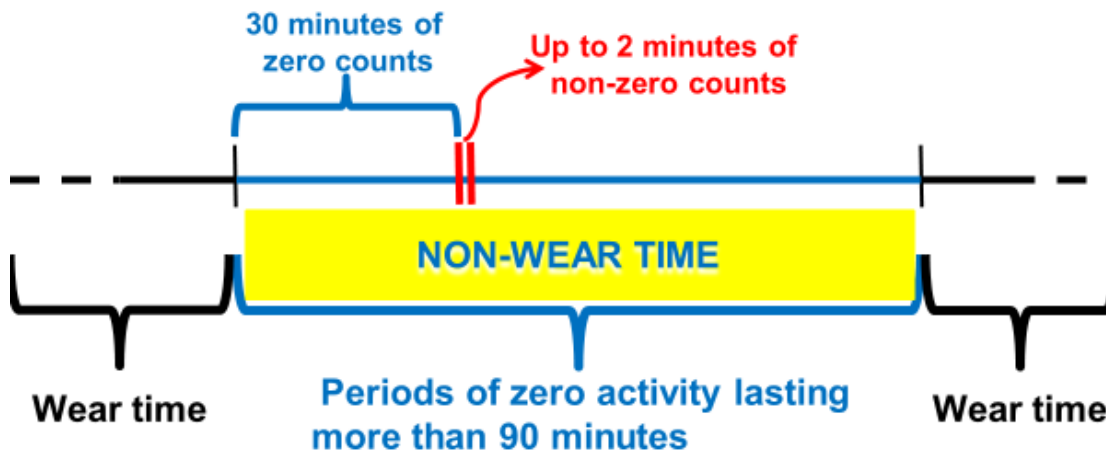 30 minutes of
zero counts
Up to 2 minutes of
non-zero counts
NON-WEAR TIME
Wear time
Periods of zero activity lasting
more than 90 minutes
Wear time